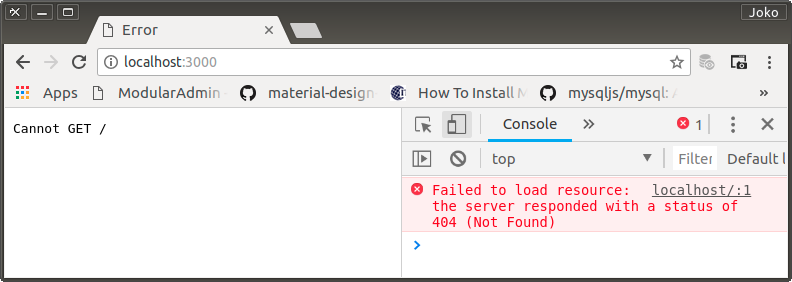 Joko
Error
localhost:3000
Apps ModularAdmin - material-design How To Install mysqljs/mysql: »
Cannot GET /
Console » 1
top Filter Default l
Failed to load resource: localhost/:1
the server responded with a status of
404 (Not Found)